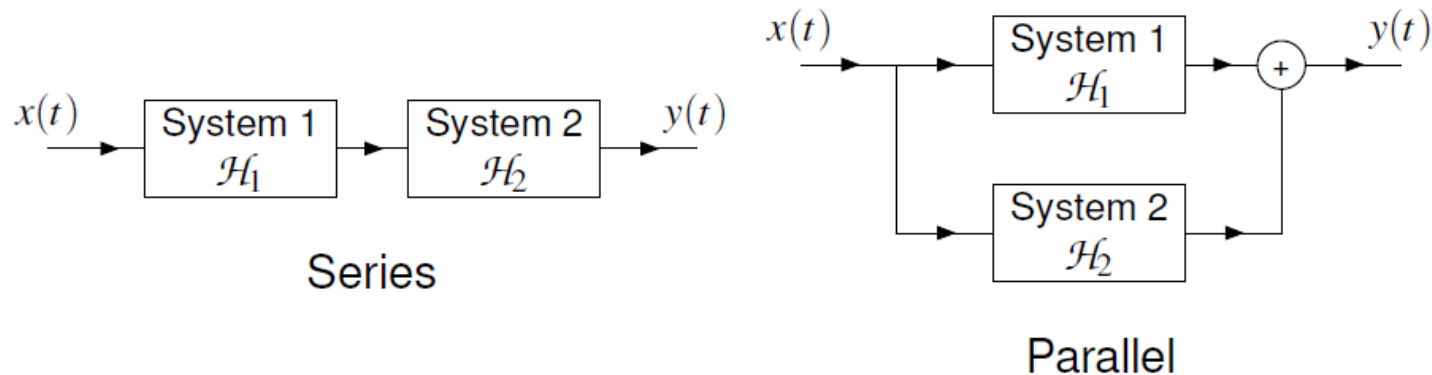 x(t)
System 1
ℋ₁
System 2
ℋ₂
y(t)
Series
x(t)
System 1
ℋ₁
+
y(t)
System 2
ℋ₂
Parallel